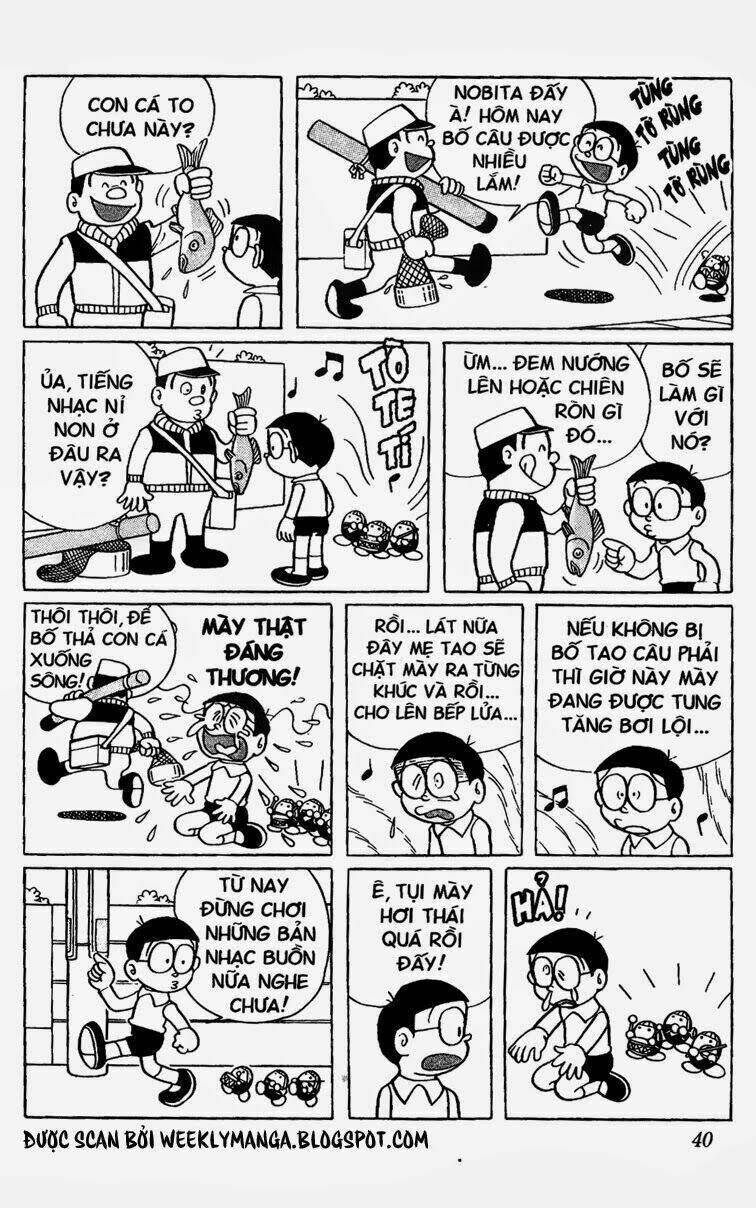 TÙNG
TỜ RÙNG
TÙNG
TỜ RÙNG
NOBITA ĐẤY
À! HÔM NAY
BỐ CÂU ĐƯỢC
NHIỀU
LẮM!
CON CÁ TO
CHƯA NÀY?
BỐ SẼ
LÀM GÌ
VỚI
NÓ?
ỪM... ĐEM NƯỚNG
LÊN HOẶC CHIÊN
RÒN GÌ
ĐÓ...
TÒ
TE
TÍ
ỦA, TIẾNG
NHẠC NỈ
NON Ở
ĐÂU RA
VẬY?
NẾU KHÔNG BỊ
BỐ TAO CÂU PHẢI
THÌ GIỜ NÀY MÀY
ĐANG ĐƯỢC TUNG
TĂNG BƠI LỘI...
RỒI... LÁT NỮA
ĐÂY MẸ TAO SẼ
CHẶT MÀY RA TỪNG
KHÚC VÀ RỒI...
CHO LÊN BẾP LỬA...
MÀY THẬT
ĐÁNG
THƯƠNG!
THÔI THÔI, ĐỂ
BỐ THẢ CON CÁ
XUỐNG
SÔNG!
HẢ!
Ê, TỤI MÀY
HƠI THÁI
QUÁ RỒI
ĐẤY!
TỪ NAY
ĐỪNG CHƠI
NHỮNG BẢN
NHẠC BUỒN
NỮA NGHE
CHƯA!
ĐƯỢC SCAN BỞI WEEKLYMANGA.BLOGSPOT.COM
40